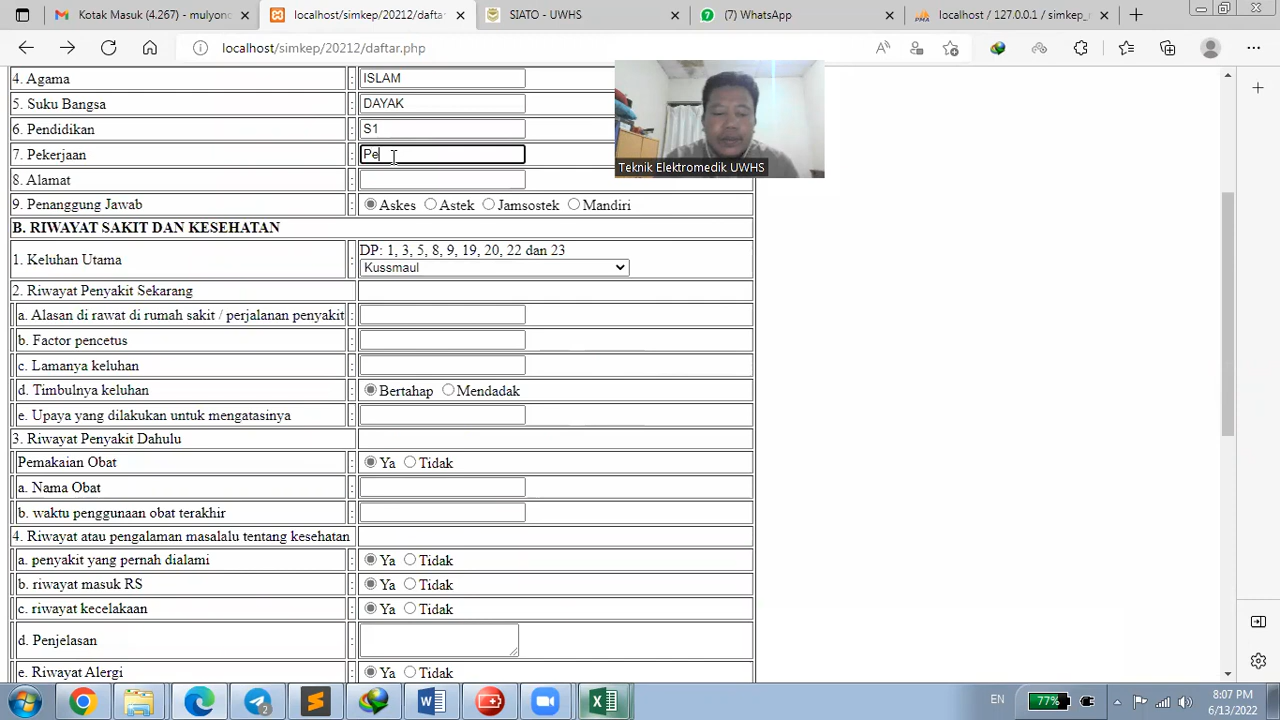 Kotak Masuk (4.267) - mulyono
localhost/simkep/20212/daftar
SIATO - UWHS
(7) WhatsApp
localhost / 127.0.0.1 / simkep_
localhost/simkep/20212/daftar.php
4. Agama : ISLAM
5. Suku Bangsa : DAYAK
6. Pendidikan : S1
7. Pekerjaan : Pe
8. Alamat :
9. Penanggung Jawab : Askes Astek Jamsostek Mandiri
Teknik Elektromedik UWHS
B. RIWAYAT SAKIT DAN KESEHATAN
DP: 1, 3, 5, 8, 9, 19, 20, 22 dan 23
1. Keluhan Utama :
Kussmaul
2. Riwayat Penyakit Sekarang
a. Alasan di rawat di rumah sakit / perjalanan penyakit :
b. Factor pencetus :
c. Lamanya keluhan :
d. Timbulnya keluhan : Bertahap Mendadak
e. Upaya yang dilakukan untuk mengatasinya :
3. Riwayat Penyakit Dahulu
Pemakaian Obat : Ya Tidak
a. Nama Obat :
b. waktu penggunaan obat terakhir :
4. Riwayat atau pengalaman masalalu tentang kesehatan
a. penyakit yang pernah dialami : Ya Tidak
b. riwayat masuk RS : Ya Tidak
c. riwayat kecelakaan : Ya Tidak
d. Penjelasan :
e. Riwayat Alergi : Ya Tidak
EN
77%
8:07 PM
6/13/2022